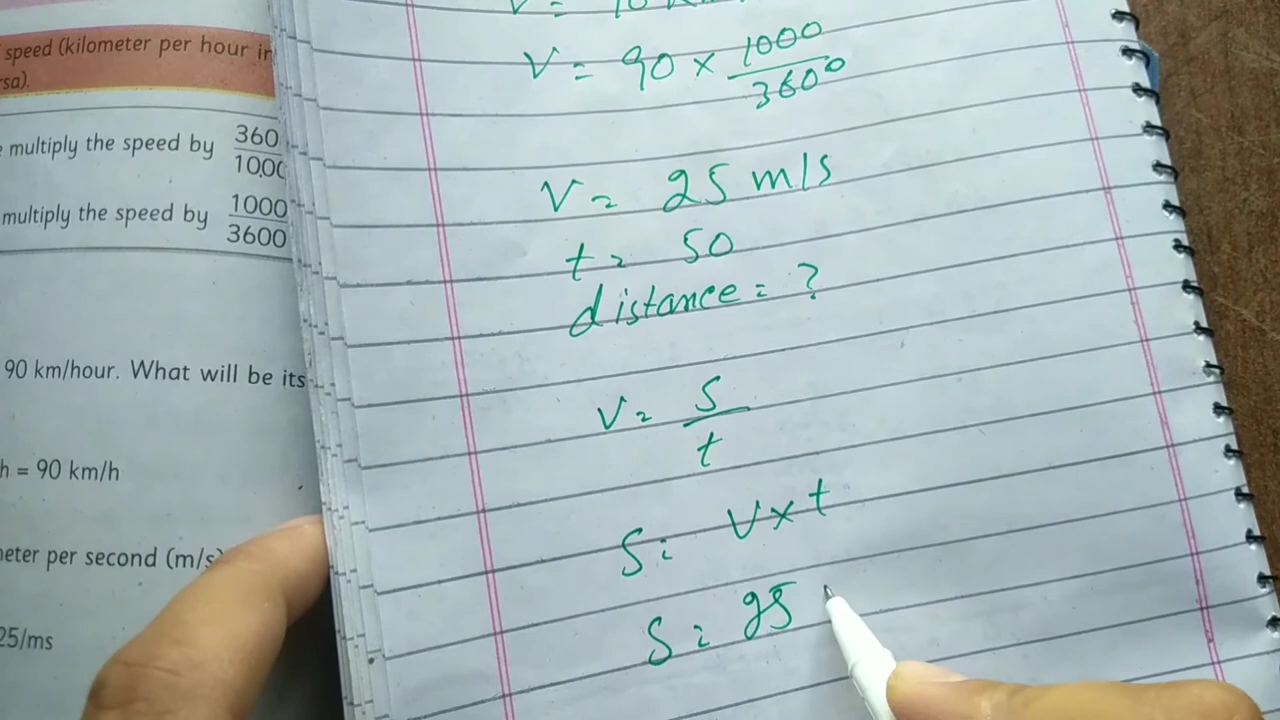 speed (kilometer per hour in
sa).
multiply the speed by 360/1000
multiply the speed by 1000/3600
90 km/hour. What will be its
h = 90 km/h
eter per second (m/s)
25/ms
V = 90 × 1000/3600
V = 25 m/s
t = 50
distance = ?
V = S/t
S = V × t
S = 25